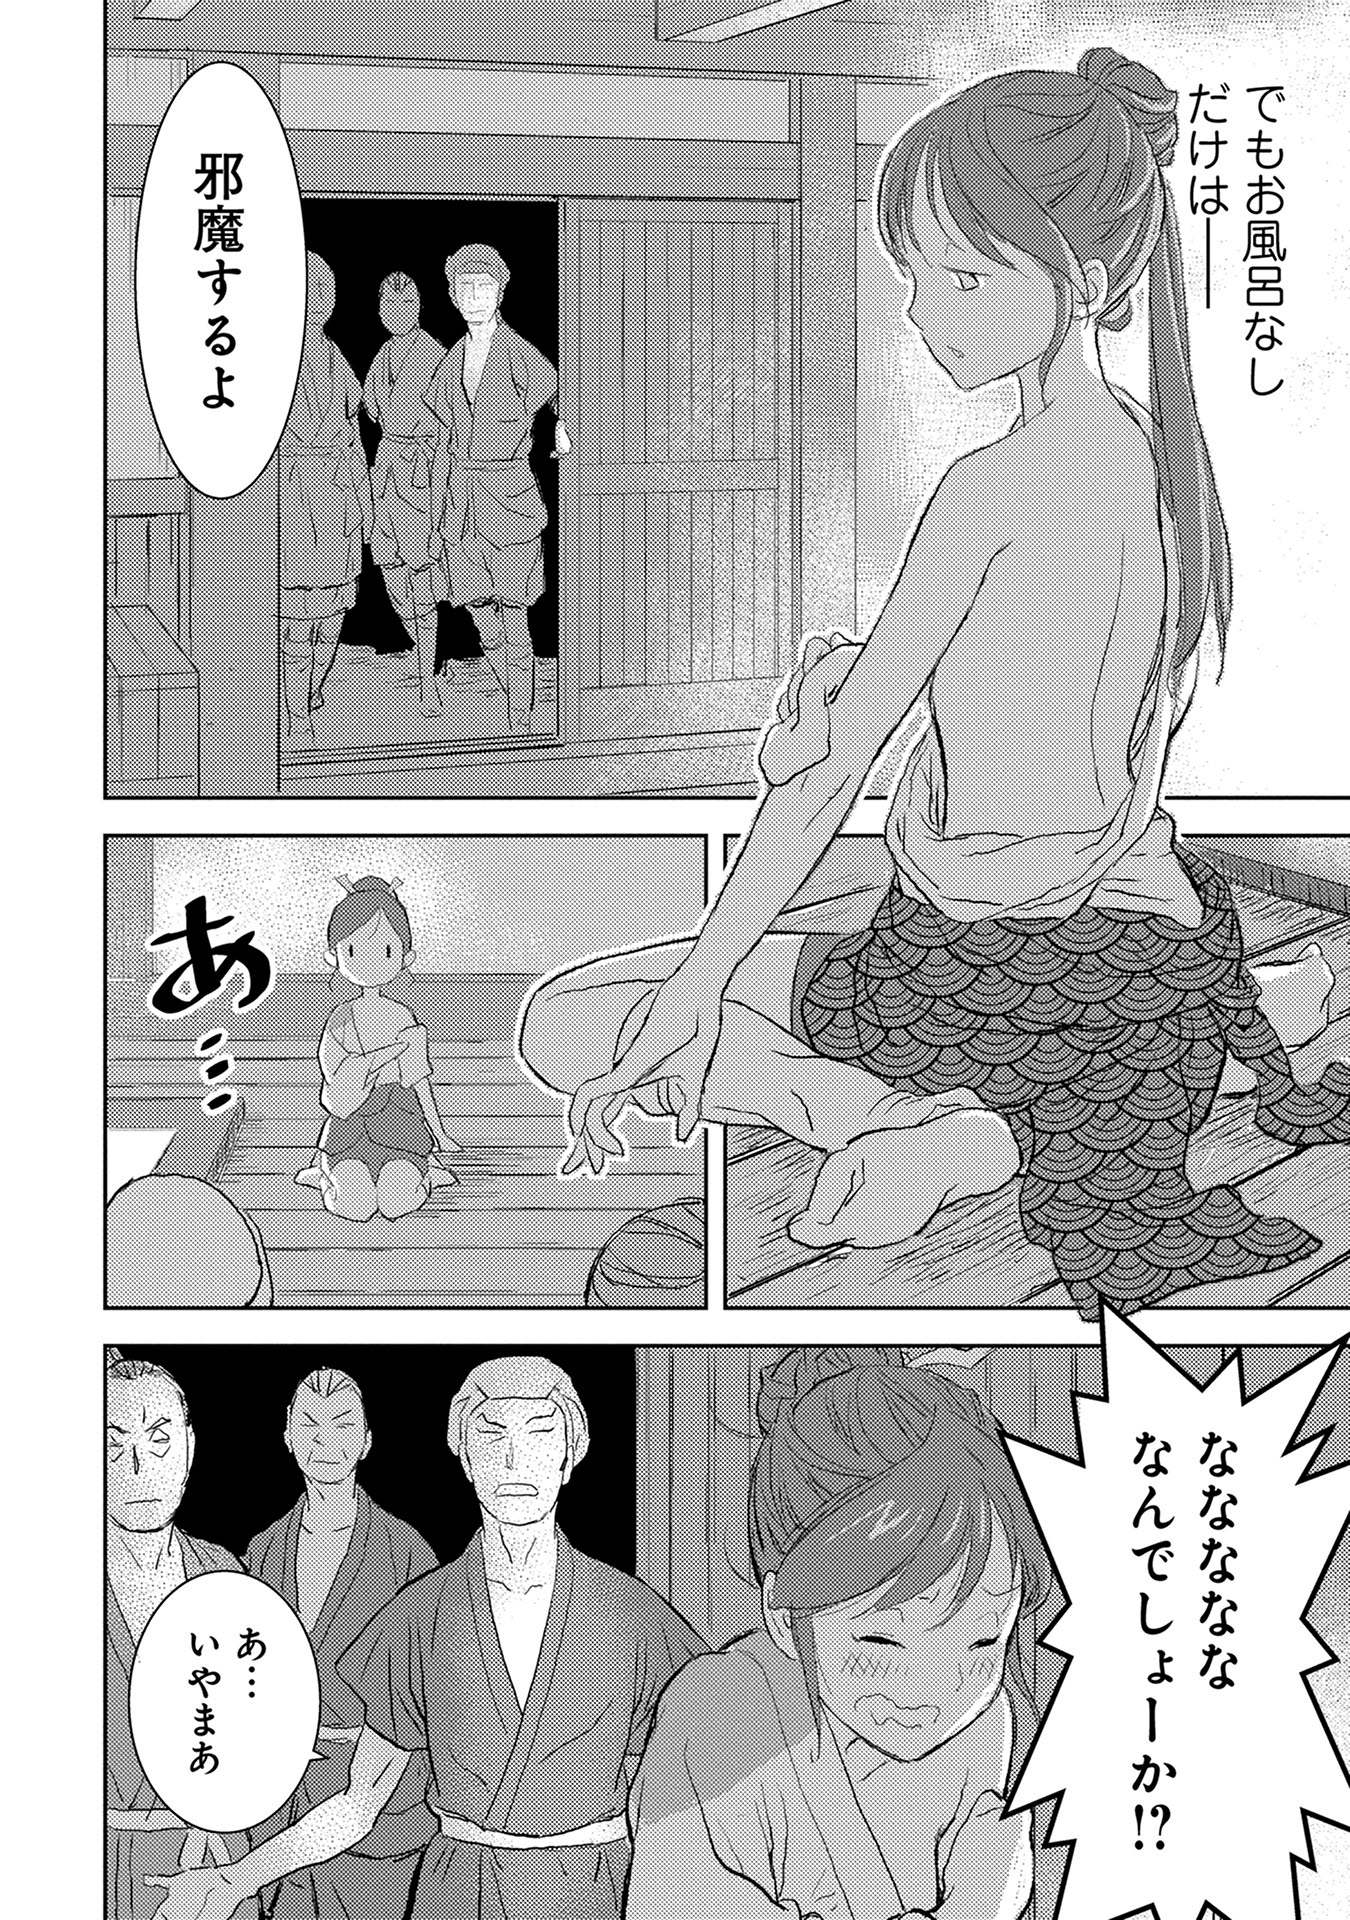 でもお風呂なし
だけは――
邪魔するよ
あ…
なななななな
なんでしょーか!?
あ…
いやまあ